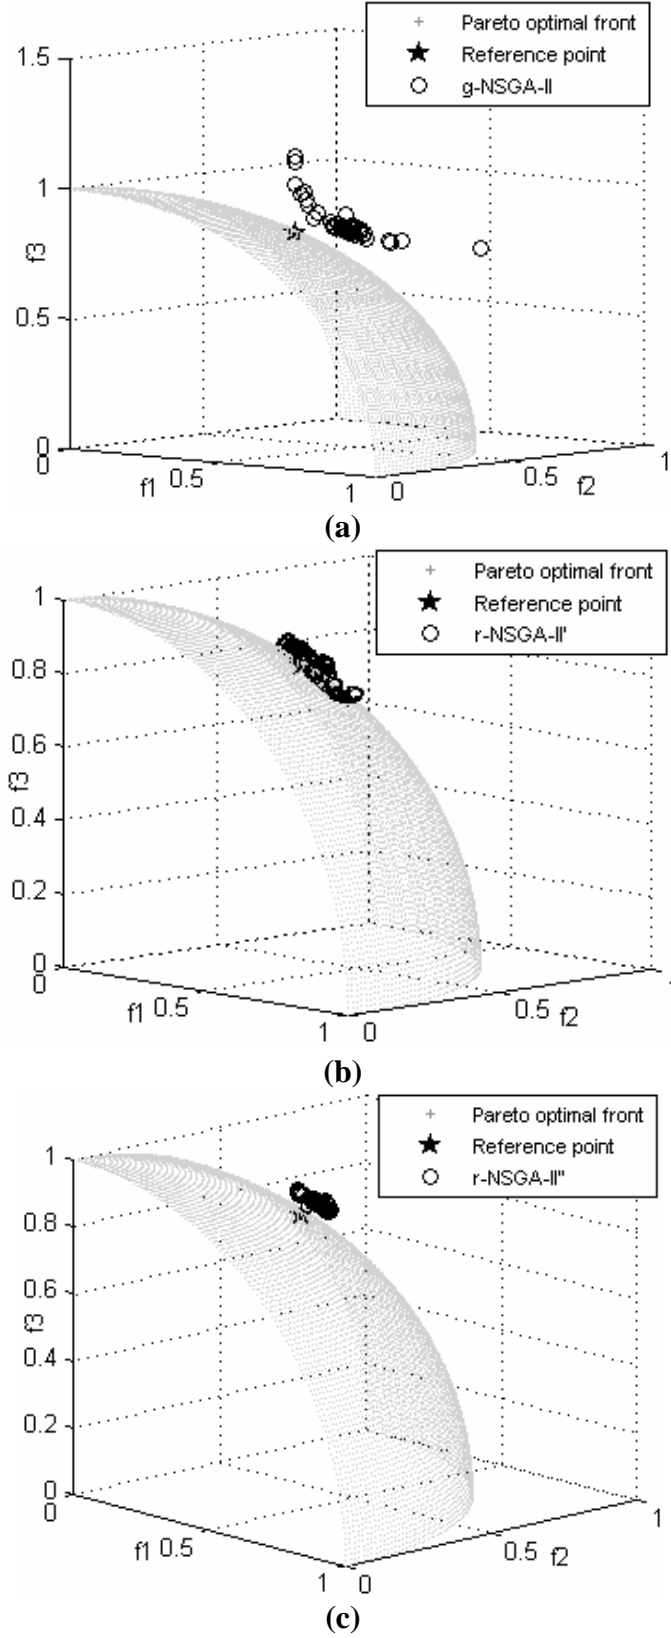 Pareto optimal front
Reference point
g-NSGA-II
1.5
1
0.5
0
f3
0
f1
0.5
1
0
0.5
f2
1
(a)
Pareto optimal front
Reference point
r-NSGA-II'
1
0.8
0.6
0.4
0.2
0
f3
0
f1
0.5
1
0
0.5
f2
(b)
Pareto optimal front
Reference point
r-NSGA-II"
1
0.8
0.6
0.4
0.2
0
f3
0
f1
0.5
1
0
0.5
f2
1
(c)